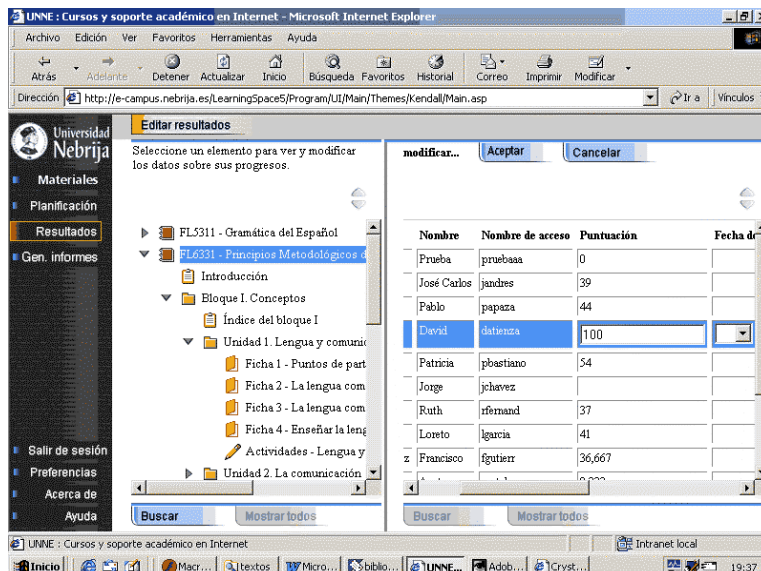 UNNE : Cursos y soporte académico en Internet - Microsoft Internet Explorer
Archivo Edición Ver Favoritos Herramientas Ayuda
Atrás Adelante Detener Actualizar Inicio Búsqueda Favoritos Historial Correo Imprimir Modificar
Dirección http://e-campus.nebrija.es/LearningSpace5/Program/UI/Main/Themes/Kendall/Main.asp Ir a Vínculos
Universidad
Nebrija
Materiales
Planificación
Resultados
Gen. informes
Salir de sesión
Preferencias
Acerca de
Ayuda
Editar resultados
Seleccione un elemento para ver y modificar
los datos sobre sus progresos.
FL5311 - Gramática del Español
FL6331 - Principios Metodológicos d
Introducción
Bloque I. Conceptos
Índice del bloque I
Unidad 1. Lengua y comunic
Ficha 1 - Puntos de part
Ficha 2 - La lengua com
Ficha 3 - La lengua com
Ficha 4 - Enseñar la leng
Actividades - Lengua y
Unidad 2. La comunicación
Buscar Mostrar todos
modificar... Aceptar Cancelar
Nombre Nombre de acceso Puntuación Fecha de
Prueba pruebaaa 0
José Carlos jandres 39
Pablo papaza 44
David datienza 100
Patricia pbastiano 54
Jorge jchavez
Ruth rfernand 37
Loreto lgarcia 41
z Francisco fgutierr 36,667
Buscar Mostrar todos
UNNE : Cursos y soporte académico en Internet Intranet local
Inicio Macr... textos Micro... biblio... UNNE... Adob... Cryst... 19:37